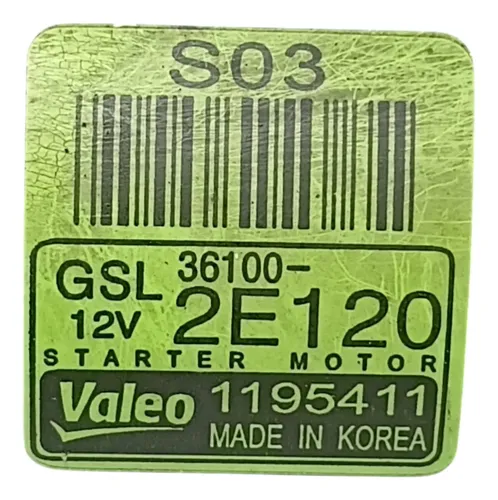 S03
GSL 36100-
12V 2E120
STARTER MOTOR
Valeo 1195411
MADE IN KOREA